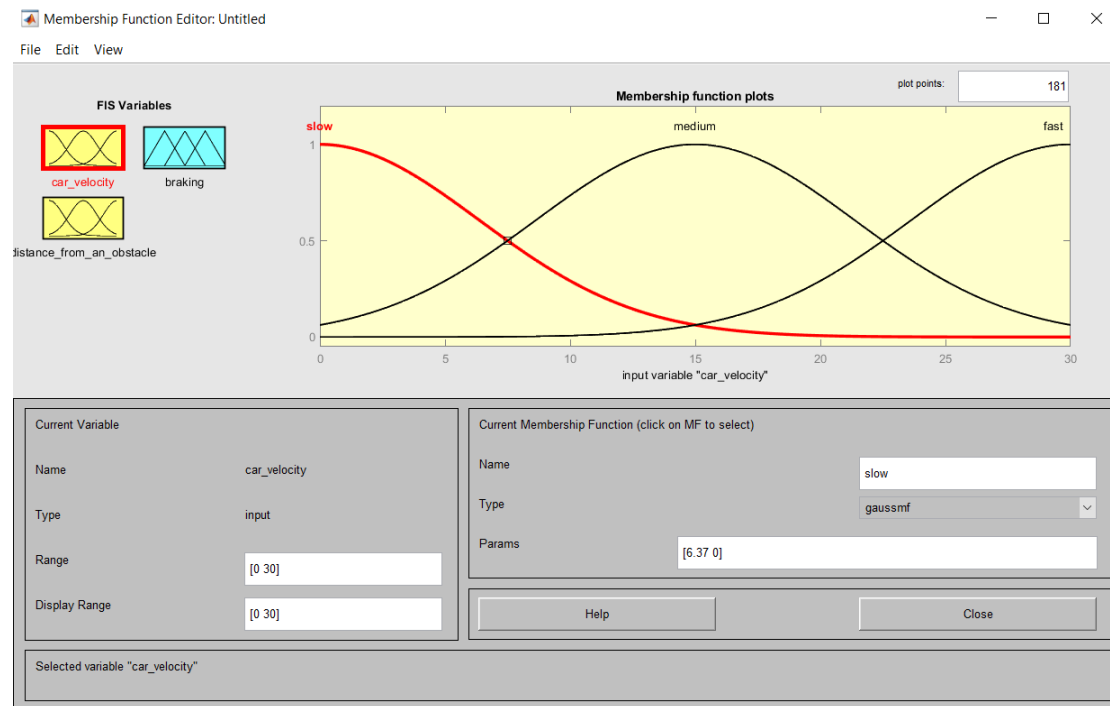 Membership Function Editor: Untitled
File Edit View
FIS Variables
car_velocity
braking
distance_from_an_obstacle
plot points:
181
Membership function plots
slow
medium
fast
1
0.5
0
0 5 10 15 20 25 30
input variable "car_velocity"
Current Variable
Name car_velocity
Type input
Range [0 30]
Display Range [0 30]
Current Membership Function (click on MF to select)
Name slow
Type gaussmf
Params [6.37 0]
Help
Close
Selected variable "car_velocity"